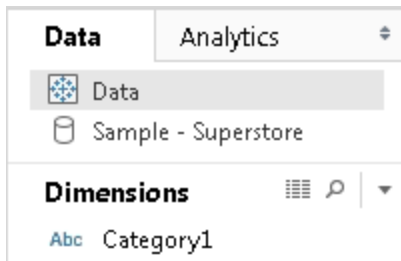 Data Analytics
Data
Sample - Superstore
Dimensions
Abc Category1